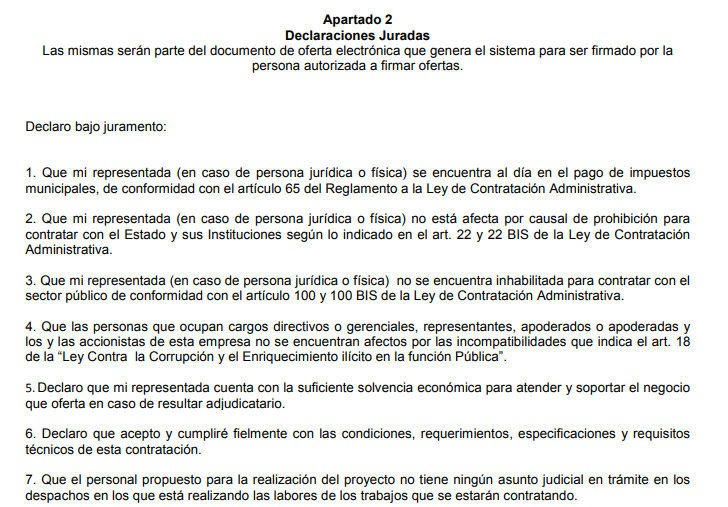 Apartado 2
Declaraciones Juradas
Las mismas serán parte del documento de oferta electrónica que genera el sistema para ser firmado por la
persona autorizada a firmar ofertas.
Declaro bajo juramento:
1. Que mi representada (en caso de persona jurídica o física) se encuentra al día en el pago de impuestos
municipales, de conformidad con el artículo 65 del Reglamento a la Ley de Contratación Administrativa.
2. Que mi representada (en caso de persona jurídica o física) no está afecta por causal de prohibición para
contratar con el Estado y sus Instituciones según lo indicado en el art. 22 y 22 BIS de la Ley de Contratación
Administrativa.
3. Que mi representada (en caso de persona jurídica o física) no se encuentra inhabilitada para contratar con el
sector público de conformidad con el artículo 100 y 100 BIS de la Ley de Contratación Administrativa.
4. Que las personas que ocupan cargos directivos o gerenciales, representantes, apoderados o apoderadas y
los y las accionistas de esta empresa no se encuentran afectos por las incompatibilidades que indica el art. 18
de la “Ley Contra la Corrupción y el Enriquecimiento ilícito en la función Pública”.
5. Declaro que mi representada cuenta con la suficiente solvencia económica para atender y soportar el negocio
que oferta en caso de resultar adjudicatario.
6. Declaro que acepto y cumpliré fielmente con las condiciones, requerimientos, especificaciones y requisitos
técnicos de esta contratación.
7. Que el personal propuesto para la realización del proyecto no tiene ningún asunto judicial en trámite en los
despachos en los que está realizando las labores de los trabajos que se estarán contratando.